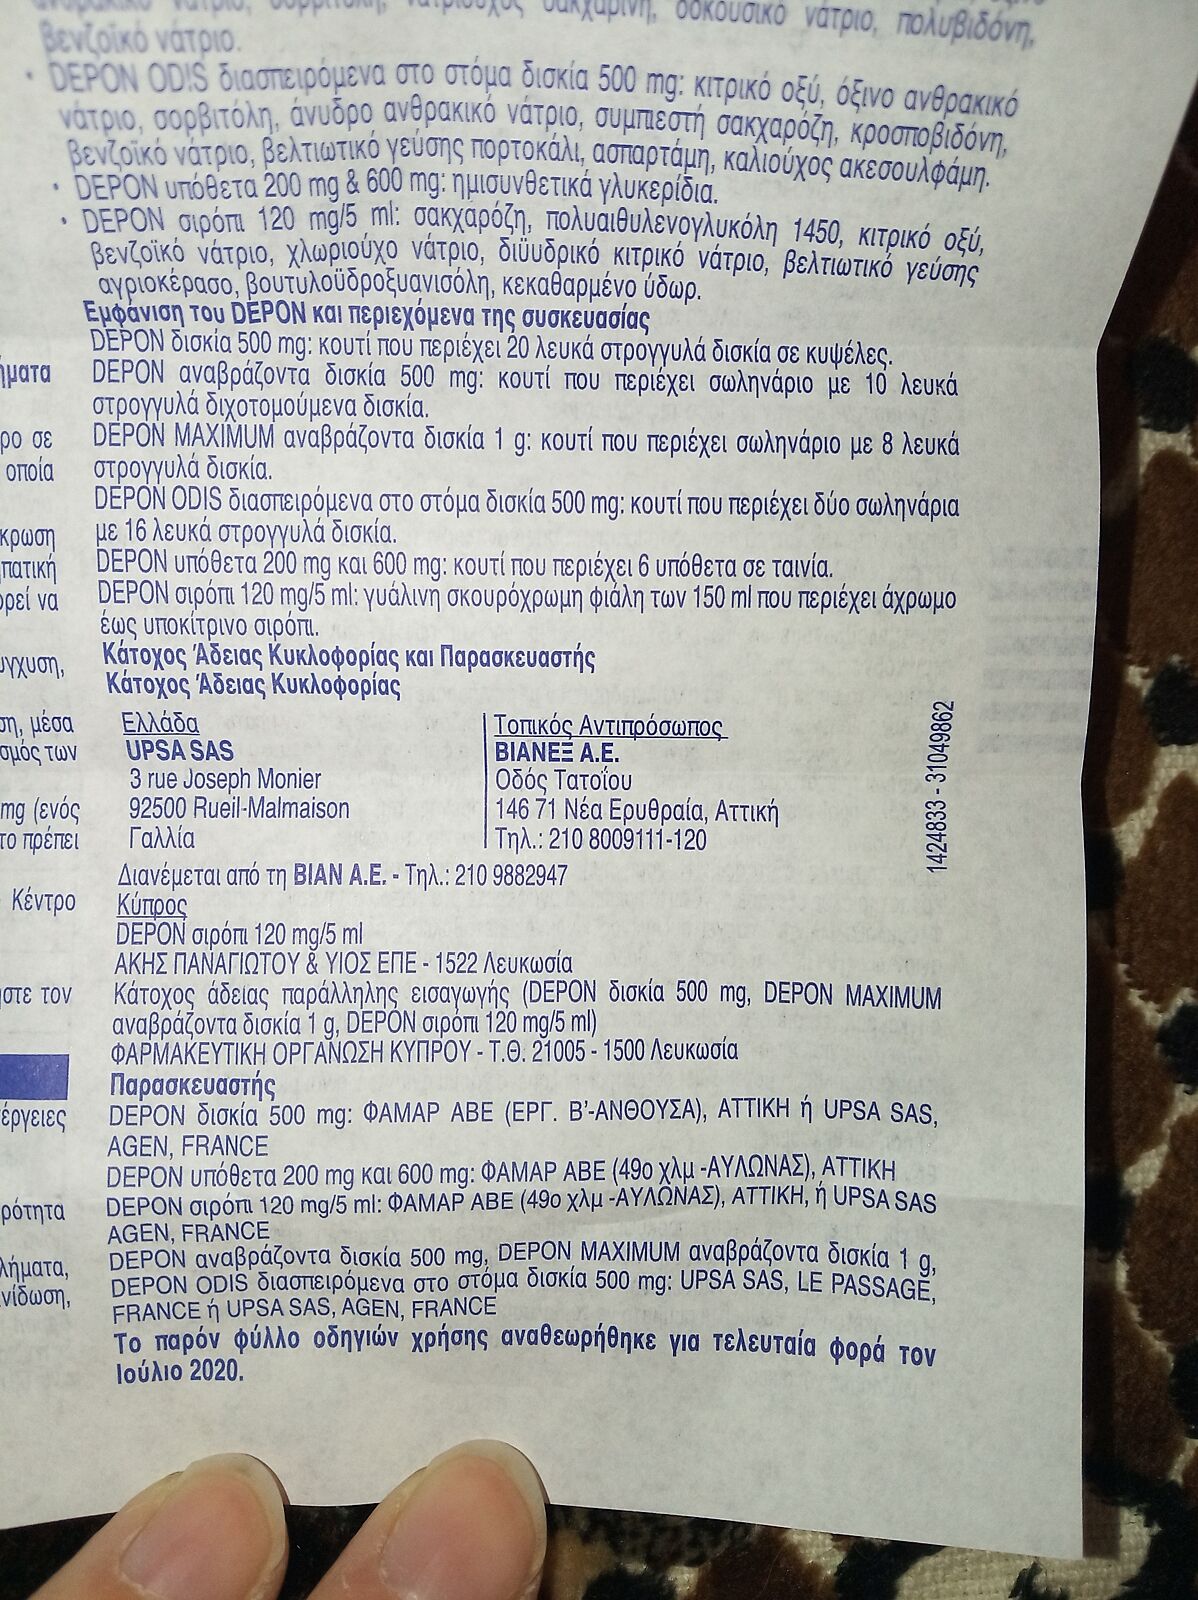 βενζοϊκό νάτριο.
• DEPON ODIS διασπειρόμενα στο στόμα δισκία 500 mg: κιτρικό οξύ, όξινο ανθρακικό
νάτριο, σορβιτόλη, άνυδρο ανθρακικό νάτριο, συμπιεστή σακχαρόζη, κροσποβιδόνη,
βενζοϊκό νάτριο, βελτιωτικό γεύσης πορτοκάλι, ασπαρτάμη, καλιούχος ακεσουλφάμη.
• DEPON υπόθετα 200 mg & 600 mg: ημισυνθετικά γλυκερίδια.
• DEPON σιρόπι 120 mg/5 ml: σακχαρόζη, πολυαιθυλενογλυκόλη 1450, κιτρικό οξύ,
βενζοϊκό νάτριο, χλωριούχο νάτριο, διϋυδρικό κιτρικό νάτριο, βελτιωτικό γεύσης
αγριοκέρασο, βουτυλοϋδροξυανισόλη, κεκαθαρμένο ύδωρ.
Εμφάνιση του DEPON και περιεχόμενα της συσκευασίας
DEPON δισκία 500 mg: κουτί που περιέχει 20 λευκά στρογγυλά δισκία σε κυψέλες.
DEPON αναβράζοντα δισκία 500 mg: κουτί που περιέχει σωληνάριο με 10 λευκά
στρογγυλά διχοτομούμενα δισκία.
DEPON MAXIMUM αναβράζοντα δισκία 1 g: κουτί που περιέχει σωληνάριο με 8 λευκά
στρογγυλά δισκία.
DEPON ODIS διασπειρόμενα στο στόμα δισκία 500 mg: κουτί που περιέχει δύο σωληνάρια
με 16 λευκά στρογγυλά δισκία.
DEPON υπόθετα 200 mg και 600 mg: κουτί που περιέχει 6 υπόθετα σε ταινία.
DEPON σιρόπι 120 mg/5 ml: γυάλινη σκουρόχρωμη φιάλη των 150 ml που περιέχει άχρωμο
έως υποκίτρινο σιρόπι.
Κάτοχος Άδειας Κυκλοφορίας και Παρασκευαστής
Κάτοχος Άδειας Κυκλοφορίας
Ελλάδα
UPSA SAS
3 rue Joseph Monier
92500 Rueil-Malmaison
Γαλλία
Τοπικός Αντιπρόσωπος
ΒΙΑΝΕΞ Α.Ε.
Οδός Τατοΐου
146 71 Νέα Ερυθραία, Αττική
Τηλ.: 210 8009111-120
Διανέμεται από τη ΒΙΑΝ Α.Ε. - Τηλ.: 210 9882947
Κύπρος
DEPON σιρόπι 120 mg/5 ml
ΑΚΗΣ ΠΑΝΑΓΙΩΤΟΥ & ΥΙΟΣ ΕΠΕ - 1522 Λευκωσία
Κάτοχος άδειας παράλληλης εισαγωγής (DEPON δισκία 500 mg, DEPON MAXIMUM
αναβράζοντα δισκία 1 g, DEPON σιρόπι 120 mg/5 ml)
ΦΑΡΜΑΚΕΥΤΙΚΗ ΟΡΓΑΝΩΣΗ ΚΥΠΡΟΥ - Τ.Θ. 21005 - 1500 Λευκωσία
Παρασκευαστής
DEPON δισκία 500 mg: ΦΑΜΑΡ ΑΒΕ (ΕΡΓ. Β'-ΑΝΘΟΥΣΑ), ΑΤΤΙΚΗ ή UPSA SAS,
AGEN, FRANCE
DEPON υπόθετα 200 mg και 600 mg: ΦΑΜΑΡ ΑΒΕ (49ο χλμ -ΑΥΛΩΝΑΣ), ΑΤΤΙΚΗ
DEPON σιρόπι 120 mg/5 ml: ΦΑΜΑΡ ΑΒΕ (49ο χλμ -ΑΥΛΩΝΑΣ), ΑΤΤΙΚΗ, ή UPSA SAS
AGEN, FRANCE
DEPON αναβράζοντα δισκία 500 mg, DEPON MAXIMUM αναβράζοντα δισκία 1 g,
DEPON ODIS διασπειρόμενα στο στόμα δισκία 500 mg: UPSA SAS, LE PASSAGE,
FRANCE ή UPSA SAS, AGEN, FRANCE
Το παρόν φύλλο οδηγιών χρήσης αναθεωρήθηκε για τελευταία φορά τον
Ιούλιο 2020.
1424833 - 31049862
ρο σε
οποία
ορεί να
ση, μέσα
σμός των
mg (ενός
το πρέπει
Κέντρο
στε τον